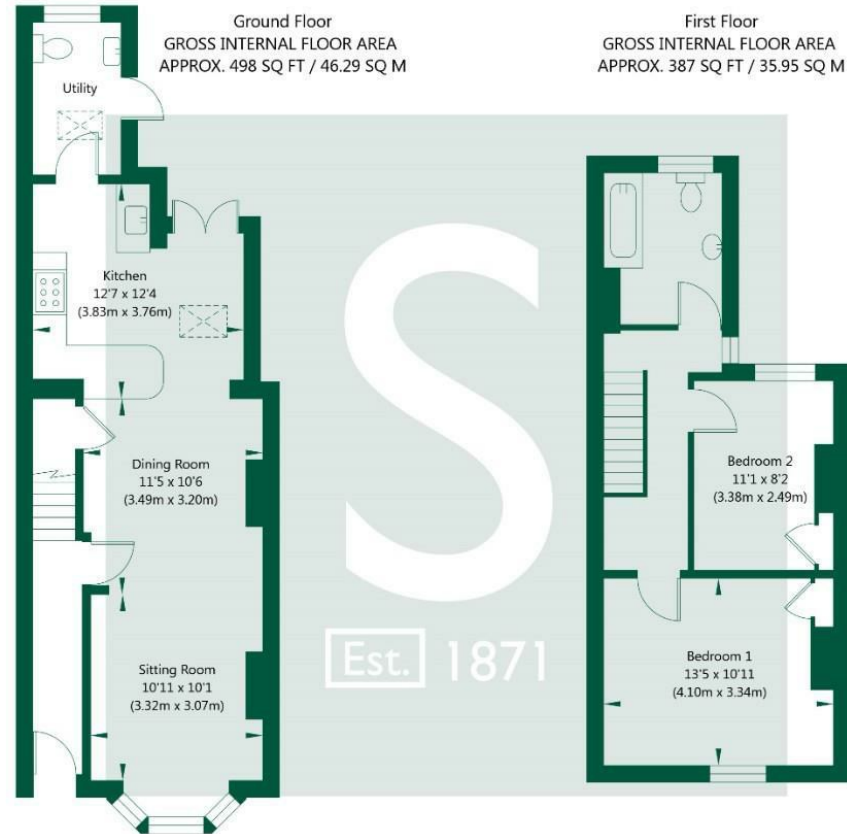 Ground Floor
GROSS INTERNAL FLOOR AREA
APPROX. 498 SQ FT / 46.29 SQ M
First Floor
GROSS INTERNAL FLOOR AREA
APPROX. 387 SQ FT / 35.95 SQ M
Utility
Kitchen
12'7 x 12'4
(3.83m x 3.76m)
Dining Room
11'5 x 10'6
(3.49m x 3.20m)
Sitting Room
10'11 x 10'1
(3.32m x 3.07m)
Bedroom 2
11'1 x 8'2
(3.38m x 2.49m)
Bedroom 1
13'5 x 10'11
(4.10m x 3.34m)
S
Est. 1871